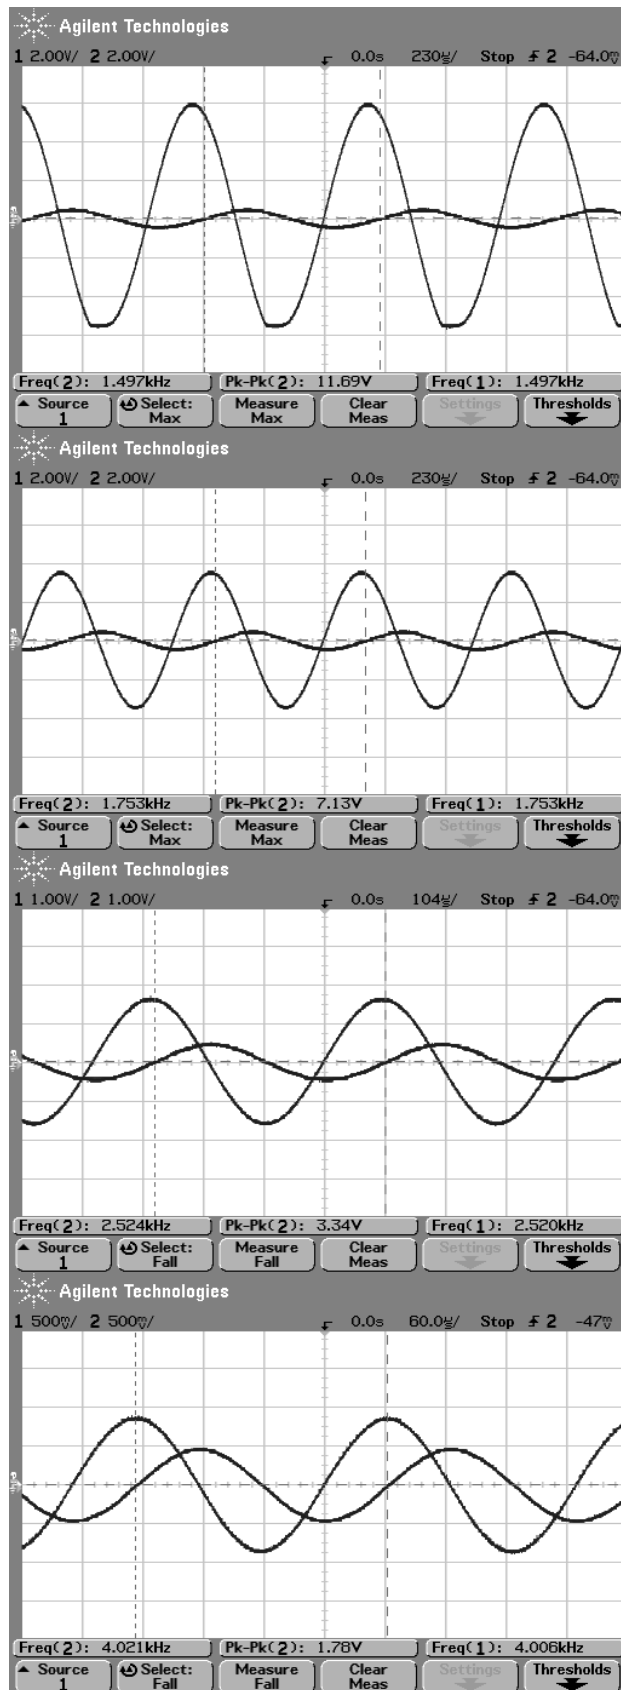 Agilent Technologies
1 2.00V/ 2 2.00V/ 0.0s 230㎲/ Stop 2 -64.0mV
Freq(2): 1.497kHz Pk-Pk(2): 11.69V Freq(1): 1.497kHz
Source 1 Select: Max Measure Max Clear Meas Settings Thresholds
Agilent Technologies
1 2.00V/ 2 2.00V/ 0.0s 230㎲/ Stop 2 -64.0mV
Freq(2): 1.753kHz Pk-Pk(2): 7.13V Freq(1): 1.753kHz
Source 1 Select: Max Measure Max Clear Meas Settings Thresholds
Agilent Technologies
1 1.00V/ 2 1.00V/ 0.0s 104㎲/ Stop 2 -64.0mV
Freq(2): 2.524kHz Pk-Pk(2): 3.34V Freq(1): 2.520kHz
Source 1 Select: Fall Measure Fall Clear Meas Settings Thresholds
Agilent Technologies
1 500mV/ 2 500mV/ 0.0s 60.0㎲/ Stop 2 -47mV
Freq(2): 4.021kHz Pk-Pk(2): 1.78V Freq(1): 4.006kHz
Source 1 Select: Fall Measure Fall Clear Meas Settings Thresholds